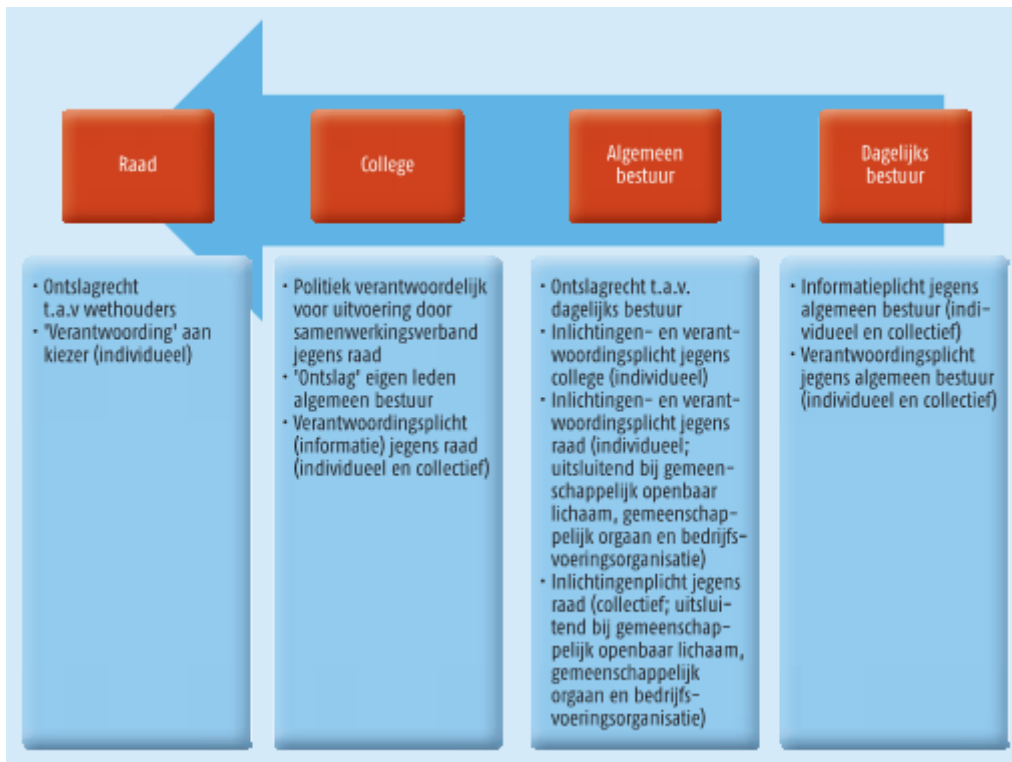 Raad
College
Algemeen
bestuur
Dagelijks
bestuur
· Ontslagrecht
t.a.v wethouders
· 'Verantwoording' aan
kiezer (individueel)
· Politiek verantwoordelijk
voor uitvoering door
samenwerkingsverband
jegens raad
· 'Ontslag' eigen leden
algemeen bestuur
· Verantwoordingsplicht
(informatie) jegens raad
(individueel en collectief)
· Ontslagrecht t.a.v.
dagelijks bestuur
· Inlichtingen- en verant-
woordingsplicht jegens
college (individueel)
· Inlichtingen- en verant-
woordingsplicht jegens
raad (individueel;
uitsluitend bij gemeen-
schappelijk openbaar
lichaam, gemeenschap-
pelijk orgaan en bedrijfs-
voeringsorganisatie)
· Inlichtingenplicht jegens
raad (collectief; uitslui-
tend bij gemeenschap-
pelijk openbaar lichaam,
gemeenschappelijk
orgaan en bedrijfs-
voeringsorganisatie)
· Informatieplicht jegens
algemeen bestuur (indi-
vidueel en collectief)
· Verantwoordingsplicht
jegens algemeen bestuur
(individueel en collectief)